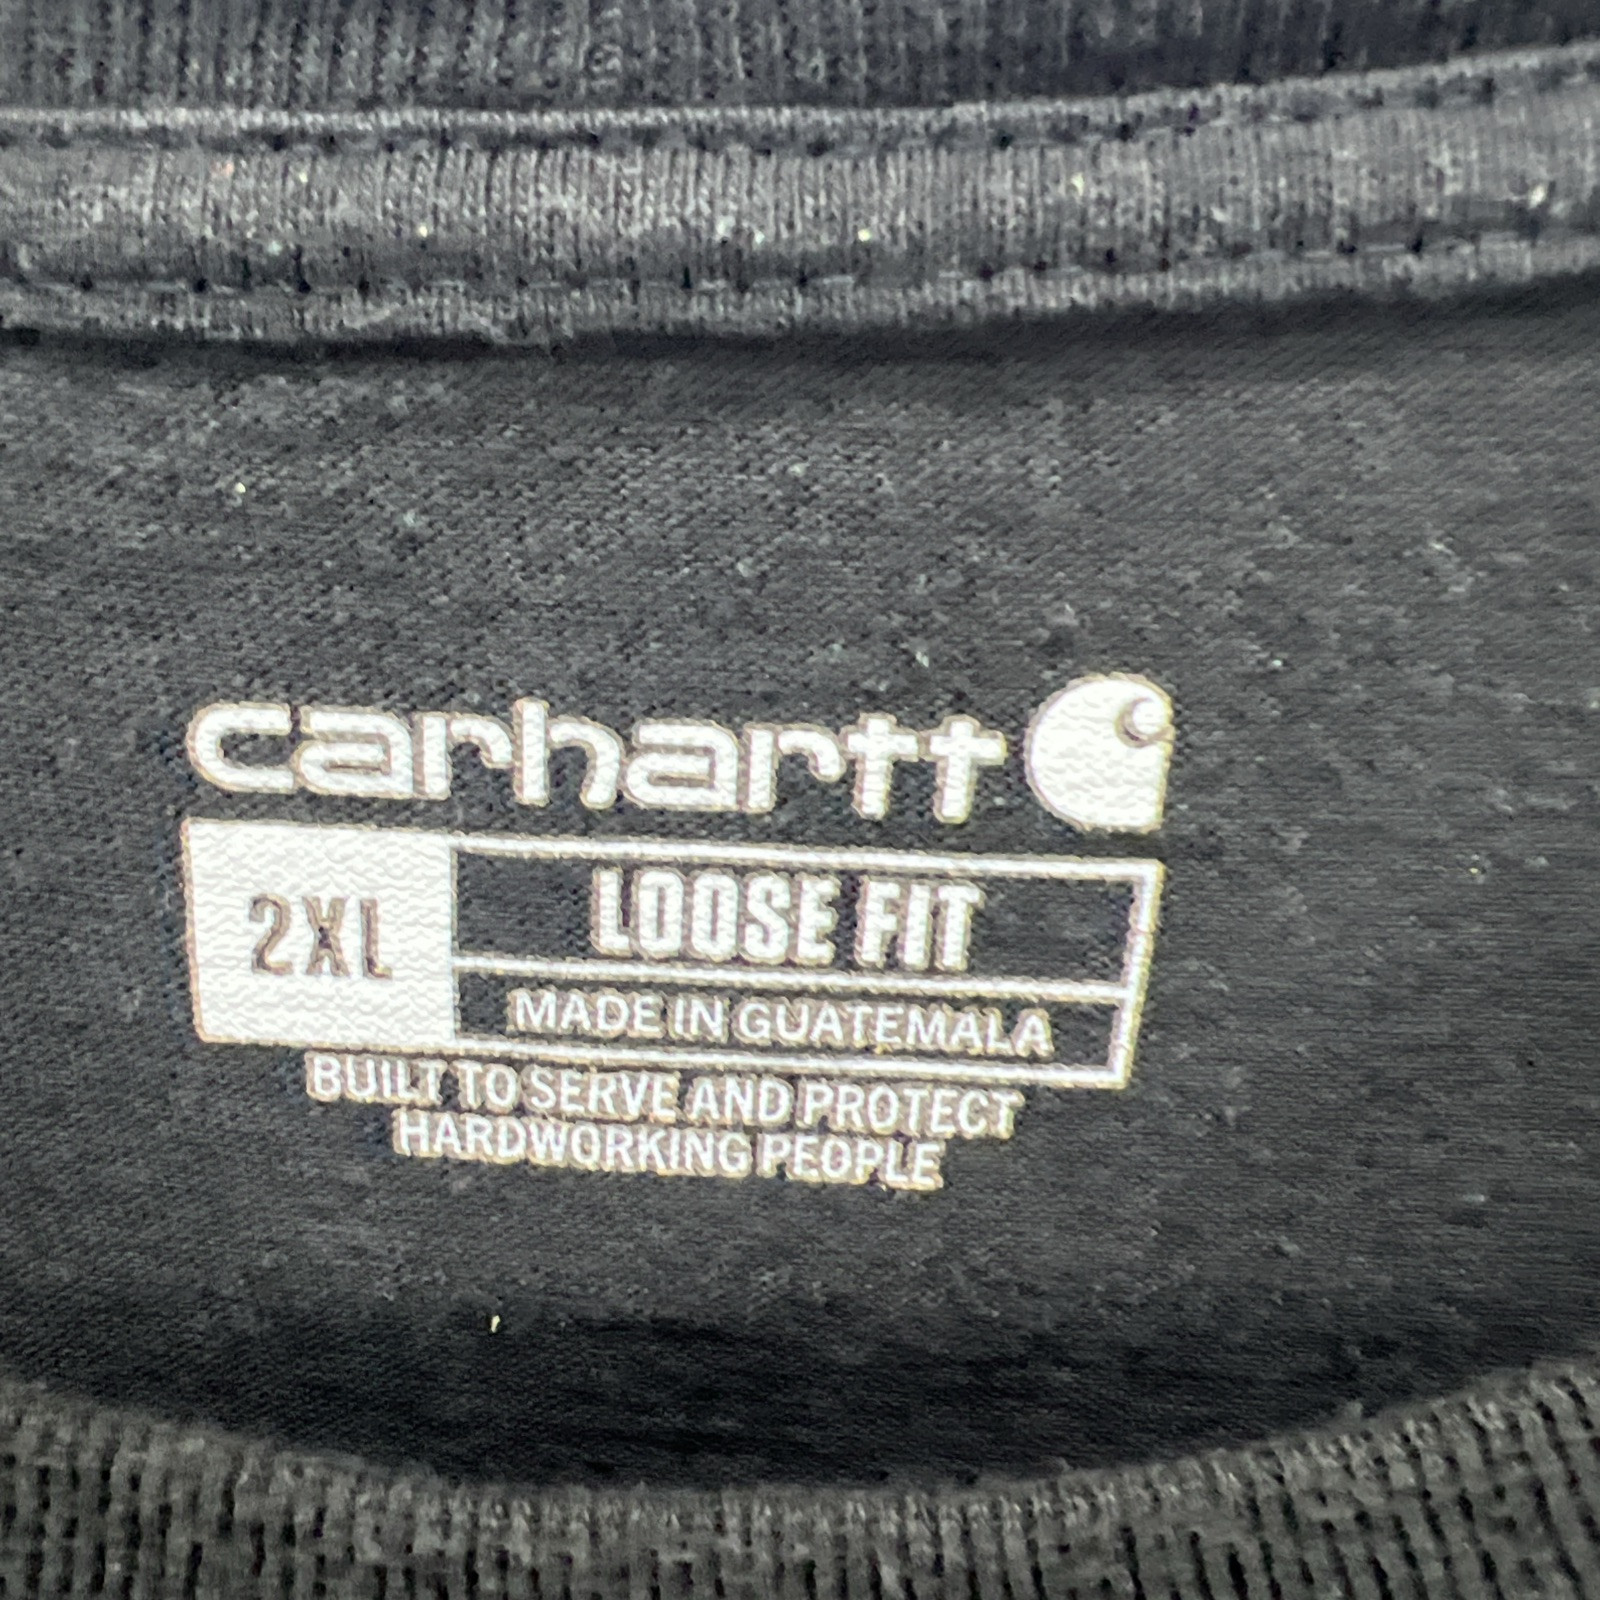 carhartt
2XL
LOOSE FIT
MADE IN GUATEMALA
BUILT TO SERVE AND PROTECT
HARDWORKING PEOPLE